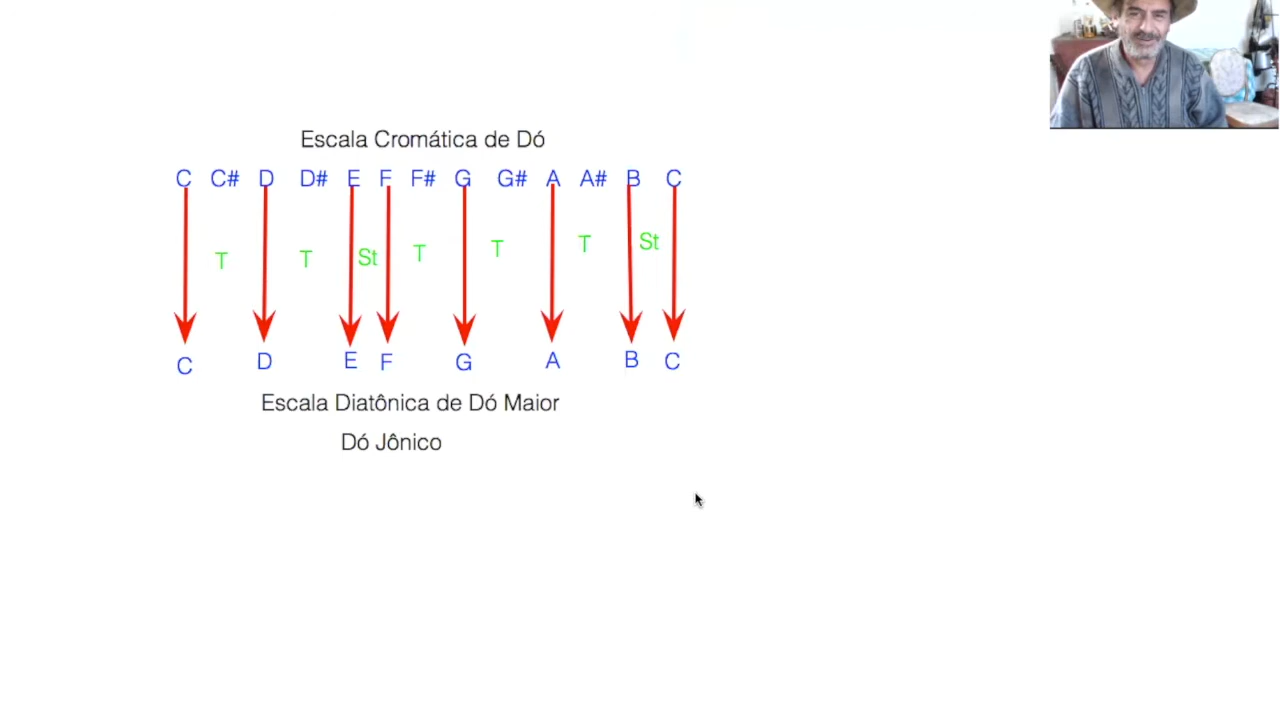 Escala Cromática de Dó
C C# D D# E F F# G G# A A# B C
T T St T T T St
C D E F G A B C
Escala Diatônica de Dó Maior
Dó Jônico